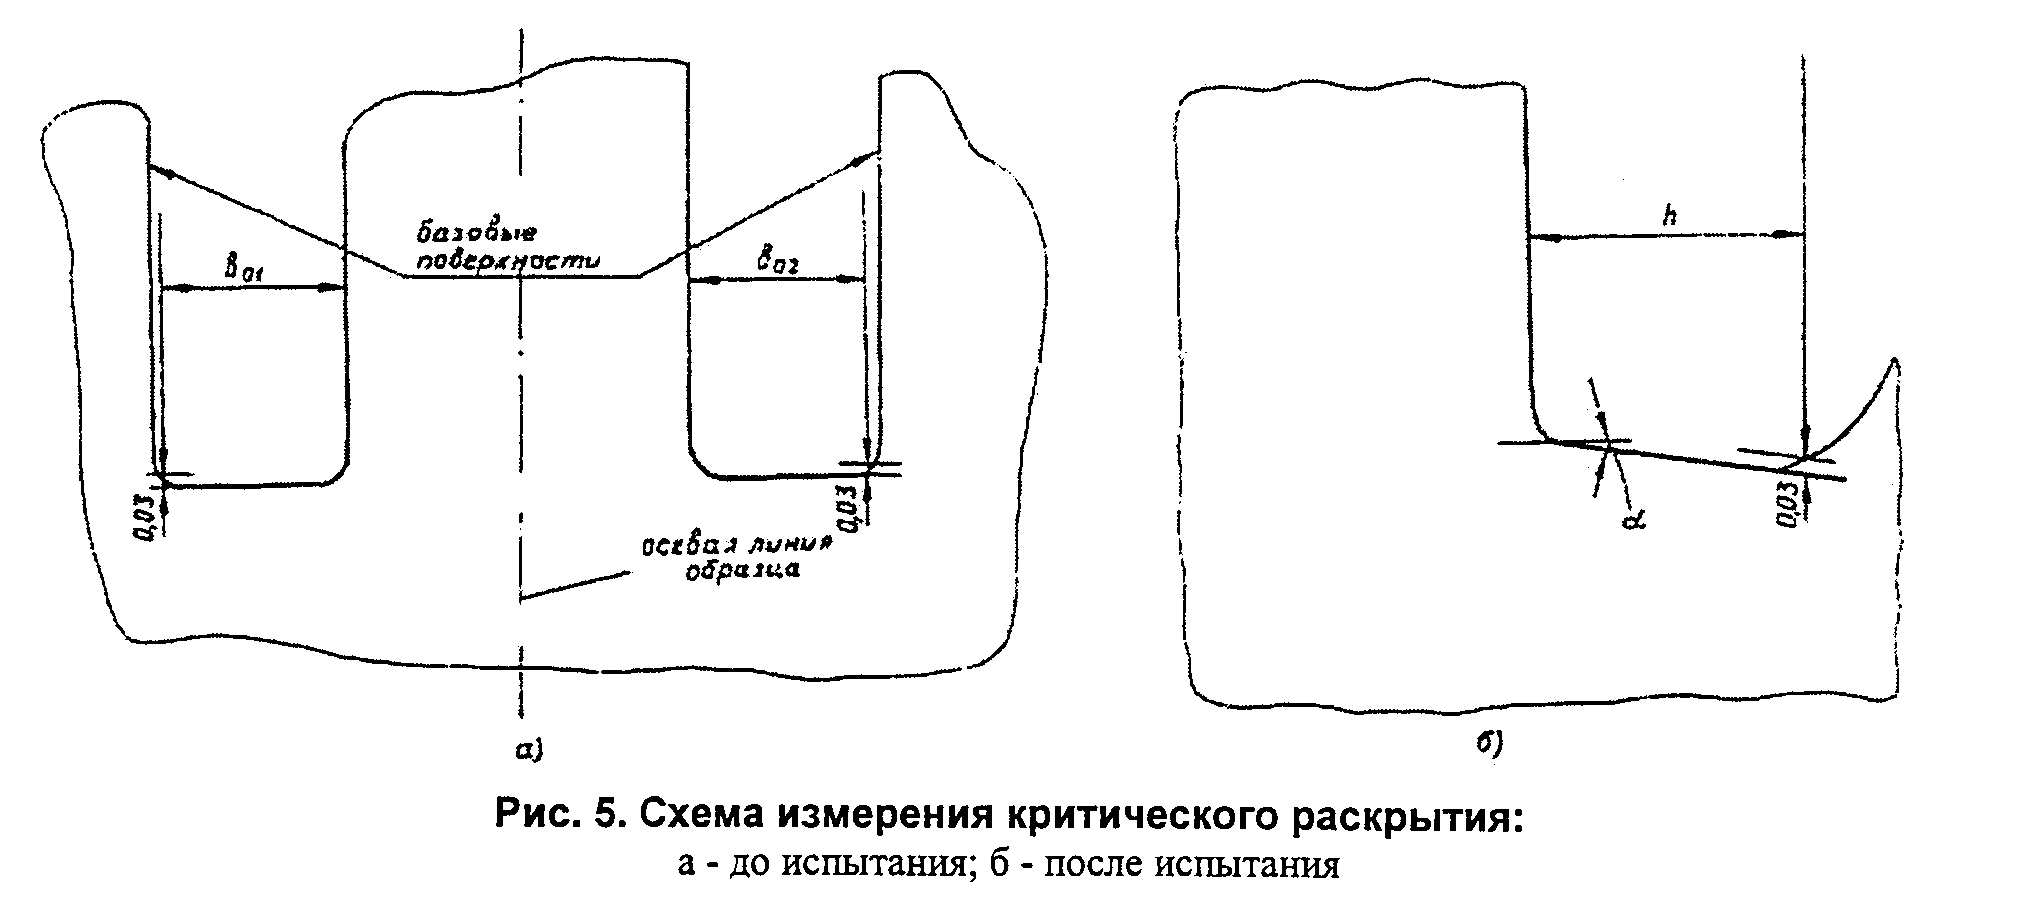 базовые
поверхности
в₀₁
в₀₂
0,03
0,03
осевая линия
образца
а)
h
α
0,03
б)
Рис. 5. Схема измерения критического раскрытия:
а - до испытания; б - после испытания